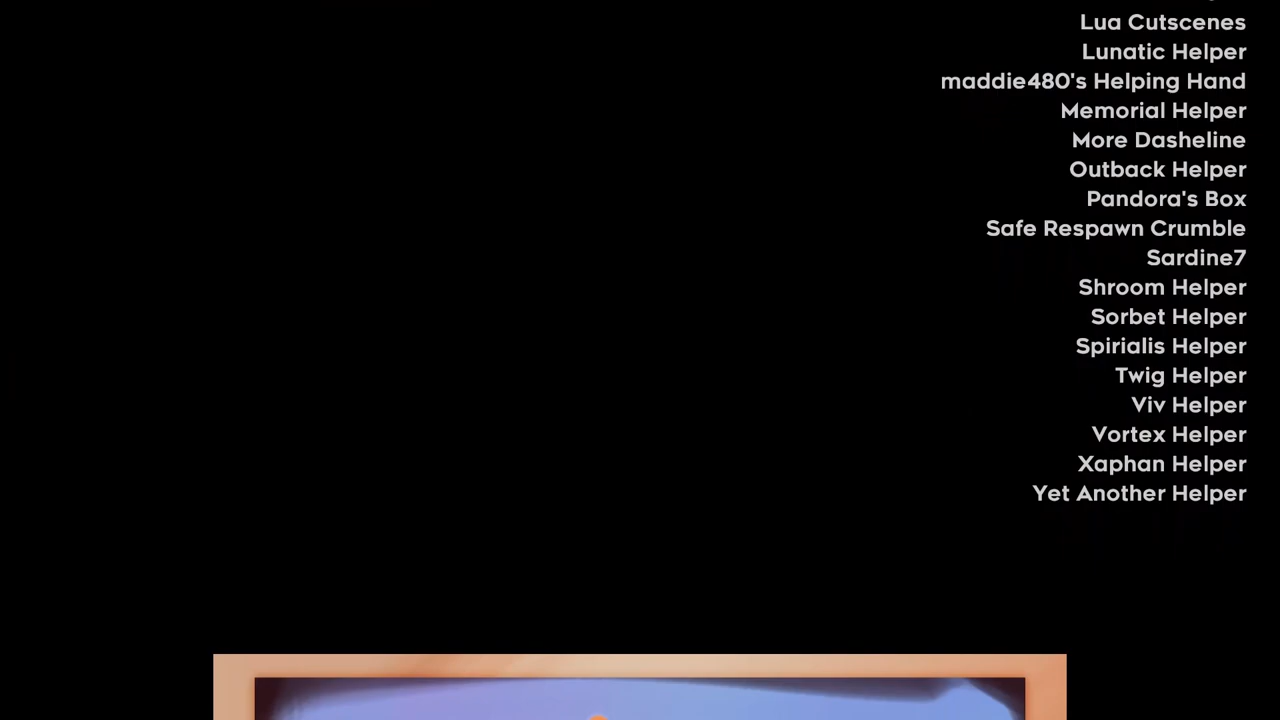 Lua Cutscenes
Lunatic Helper
maddie480's Helping Hand
Memorial Helper
More Dasheline
Outback Helper
Pandora's Box
Safe Respawn Crumble
Sardine7
Shroom Helper
Sorbet Helper
Spirialis Helper
Twig Helper
Viv Helper
Vortex Helper
Xaphan Helper
Yet Another Helper